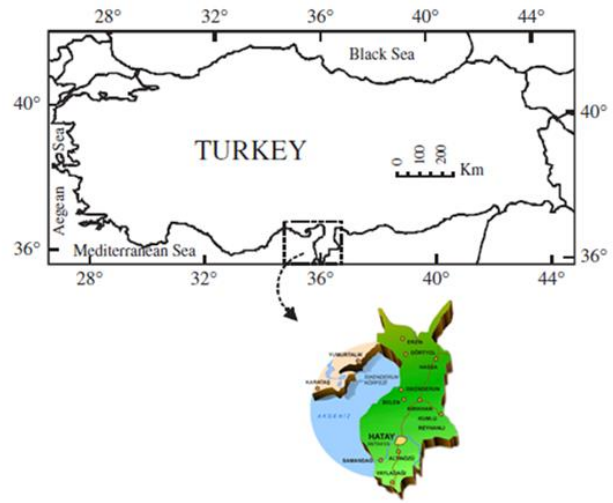 28° 32° 36° 40° 44°
Black Sea
40° 40°
TURKEY
0 100 200
Km
Aegean Sea
Mediterranean Sea
36° 36°
28° 32° 36° 40° 44°
ERZİN
DÖRTYOL
HASSA
YUMURTALIK
İSKENDERUN
KÖRFEZİ
KARATAŞ
İSKENDERUN
BELEN
KIRIKHAN
KUMLU
REYHANLI
AKDENİZ
HATAY
ANTAKYA
ALTINÖZÜ
SAMANDAĞ
YAYLADAĞI